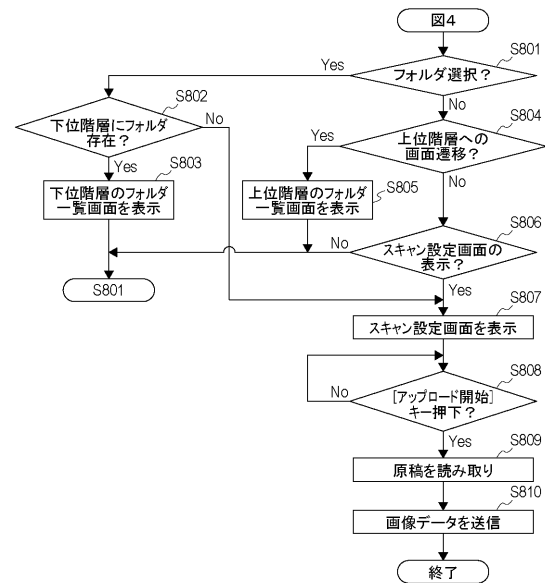 図4
S801
フォルダ選択？
Yes
No
S802
下位階層にフォルダ
存在？
No
Yes
S803
下位階層のフォルダ
一覧画面を表示
S804
上位階層への
画面遷移？
Yes
No
S805
上位階層のフォルダ
一覧画面を表示
S806
スキャン設定画面の
表示？
No
Yes
S801
S807
スキャン設定画面を表示
S808
[アップロード開始]
キー押下？
No
Yes
S809
原稿を読み取り
S810
画像データを送信
終了